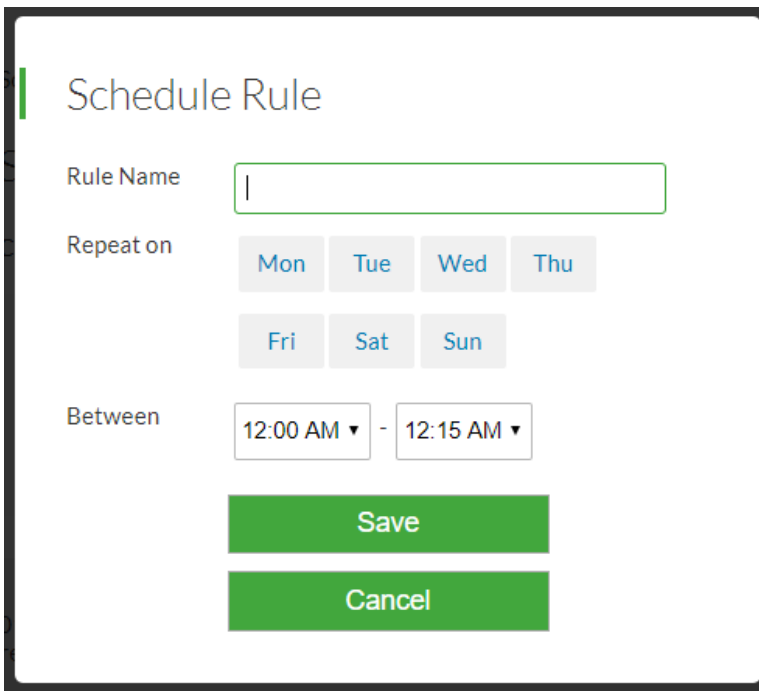 Schedule Rule
Rule Name
Repeat on Mon Tue Wed Thu
Fri Sat Sun
Between 12:00 AM ▾ - 12:15 AM ▾
Save
Cancel